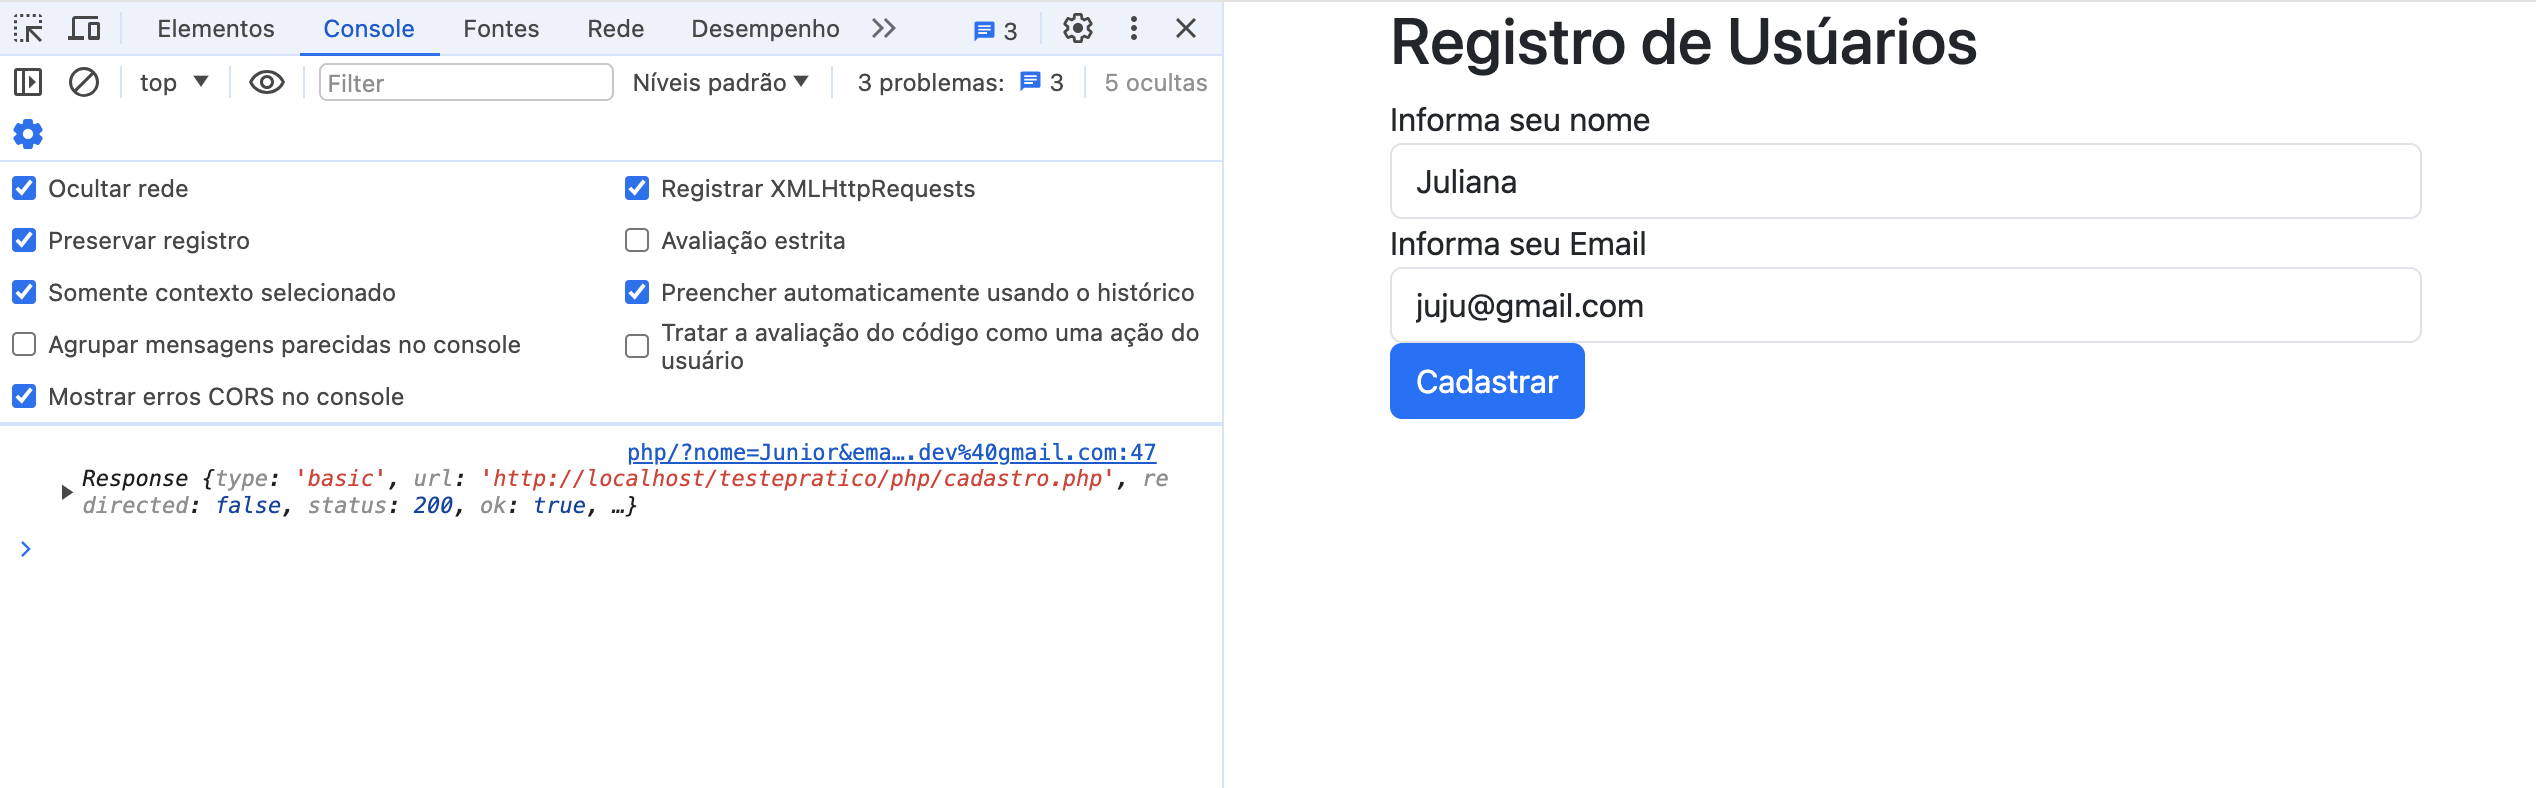 Elementos Console Fontes Rede Desempenho 3
top Filter Níveis padrão 3 problemas: 3 5 ocultas
Ocultar rede
Registrar XMLHttpRequests
Preservar registro
Avaliação estrita
Somente contexto selecionado
Preencher automaticamente usando o histórico
Agrupar mensagens parecidas no console
Tratar a avaliação do código como uma ação do
usuário
Mostrar erros CORS no console
php/?nome=Junior&ema….dev%40gmail.com:47
Response {type: 'basic', url: 'http://localhost/testepratico/php/cadastro.php', re
directed: false, status: 200, ok: true, …}
Registro de Usúarios
Informa seu nome
Juliana
Informa seu Email
juju@gmail.com
Cadastrar